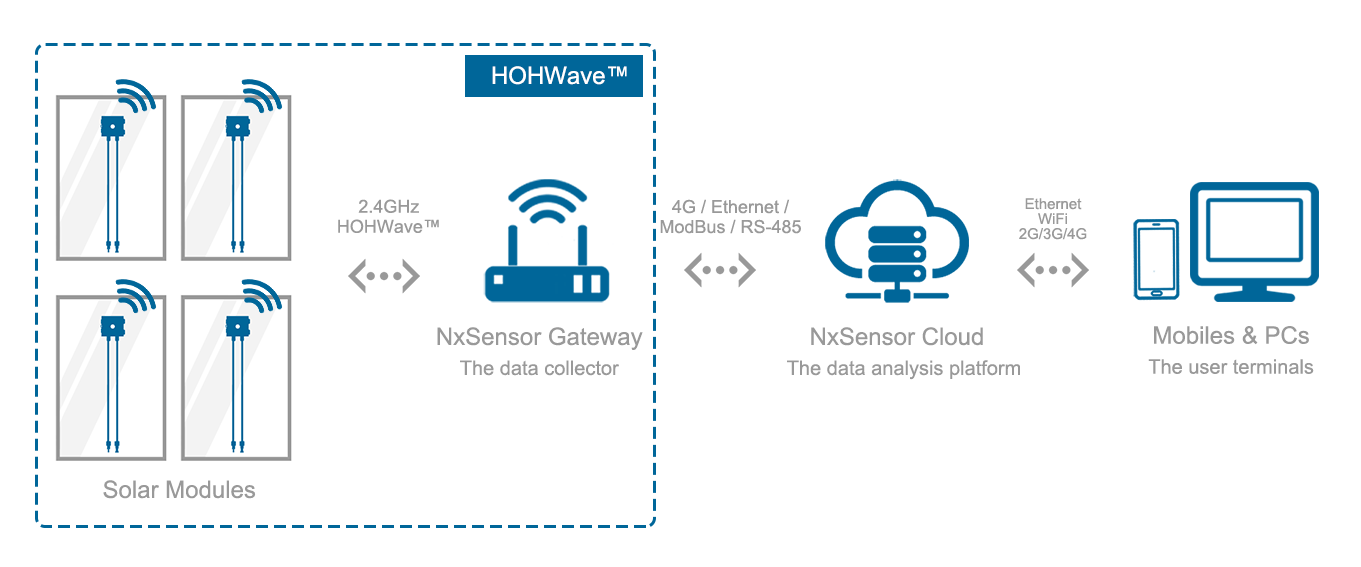 HOHWave™
2.4GHz
HOHWave™
4G / Ethernet /
ModBus / RS-485
Ethernet
WiFi
2G/3G/4G
NxSensor Gateway
The data collector
NxSensor Cloud
The data analysis platform
Mobiles & PCs
The user terminals
Solar Modules